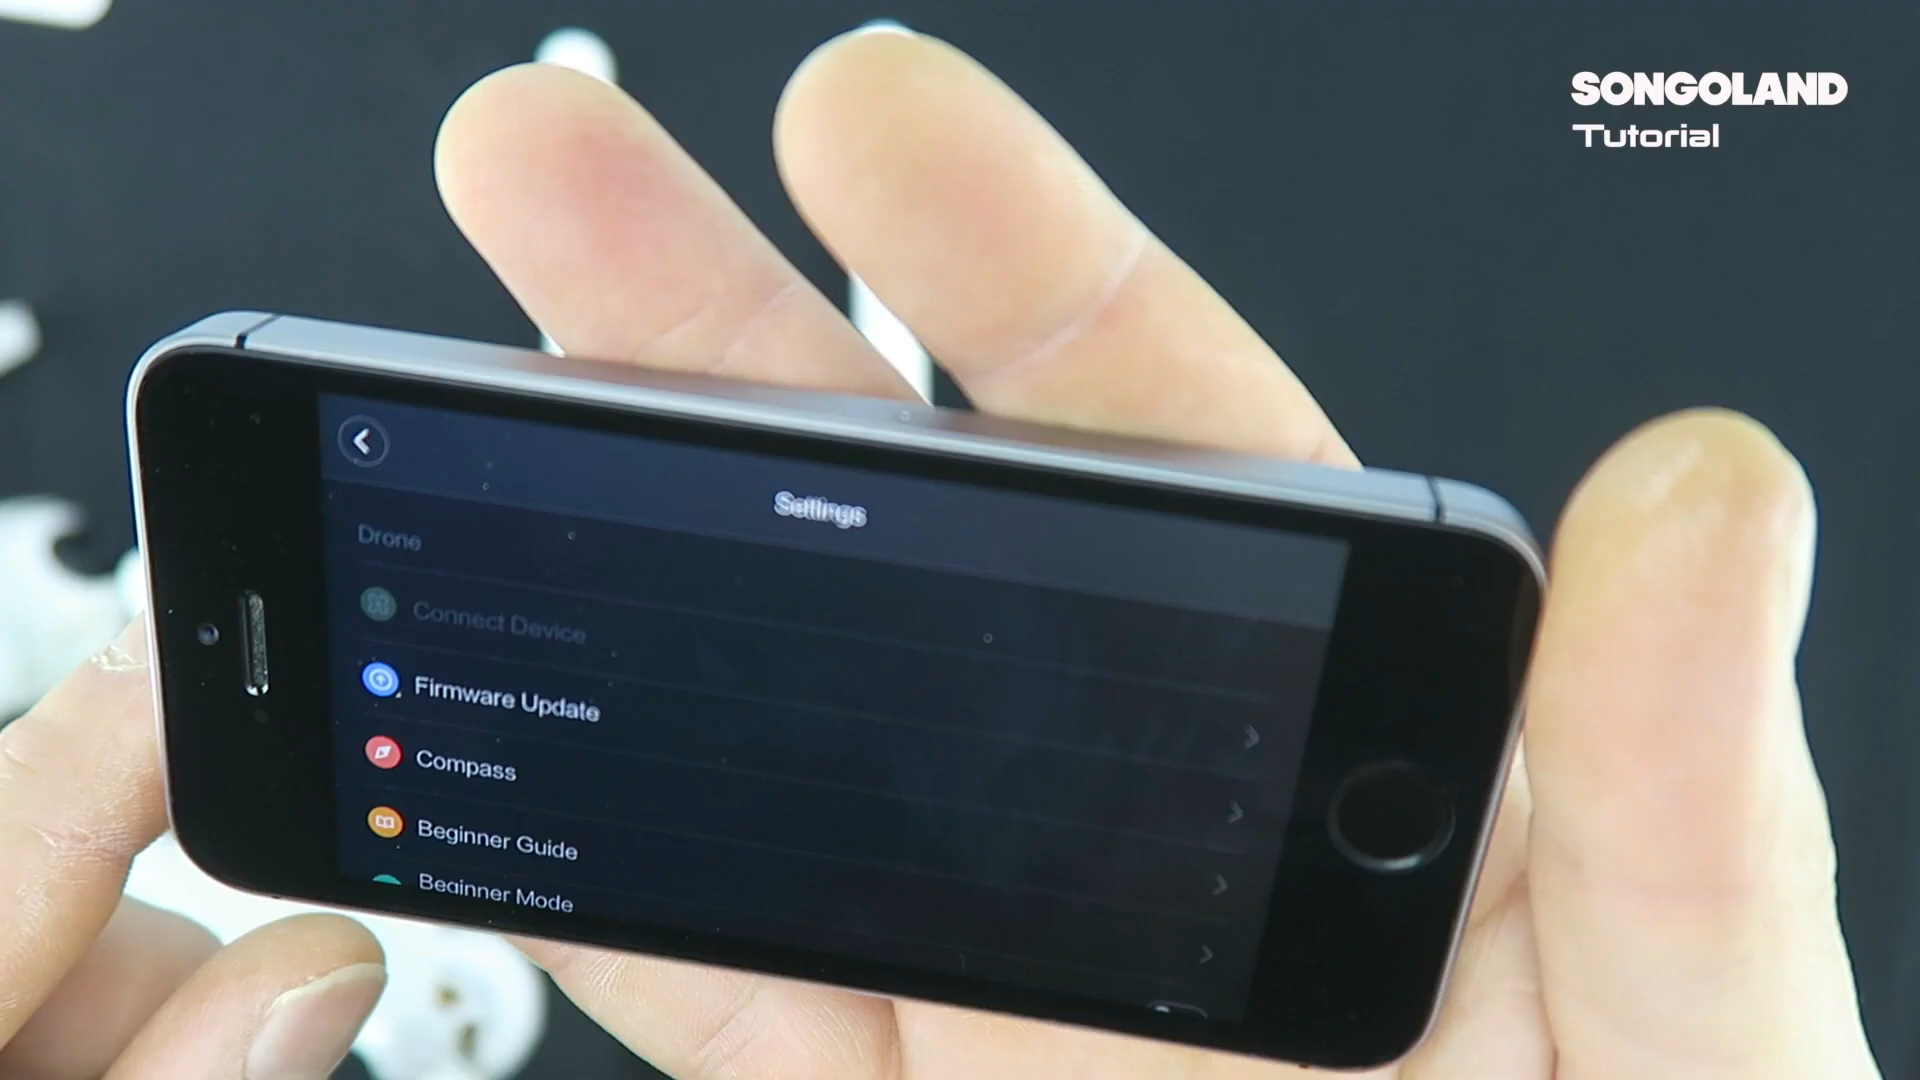 SONGOLAND
Tutorial
Settings
Drone
Connect Device
Firmware Update
Compass
Beginner Guide
Beginner Mode